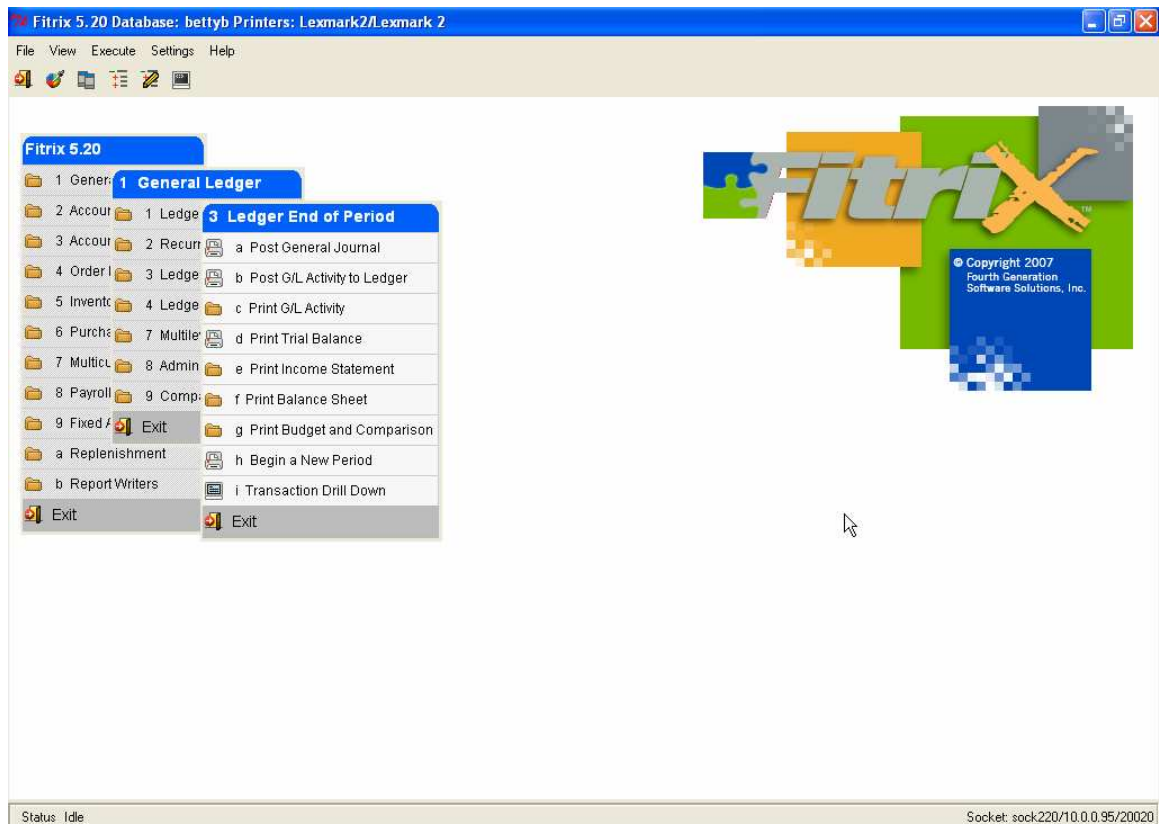 Fitrix 5.20 Database: bettyb Printers: Lexmark2/Lexmark 2
File View Execute Settings Help
Fitrix 5.20
1 Genera
2 Accour
3 Accour
4 Order
5 Invento
6 Purcha
7 Multicu
8 Payroll
9 Fixed
a Replenishment
b Report Writers
Exit
1 General Ledger
1 Ledge
2 Recurr
3 Ledge
4 Ledge
7 Multile
8 Admin
9 Comp
Exit
3 Ledger End of Period
a Post General Journal
b Post G/L Activity to Ledger
c Print G/L Activity
d Print Trial Balance
e Print Income Statement
f Print Balance Sheet
g Print Budget and Comparison
h Begin a New Period
i Transaction Drill Down
Exit
FitriX TM
© Copyright 2007
Fourth Generation
Software Solutions, Inc.
Status Idle
Socket: sock220/10.0.0.95/20020